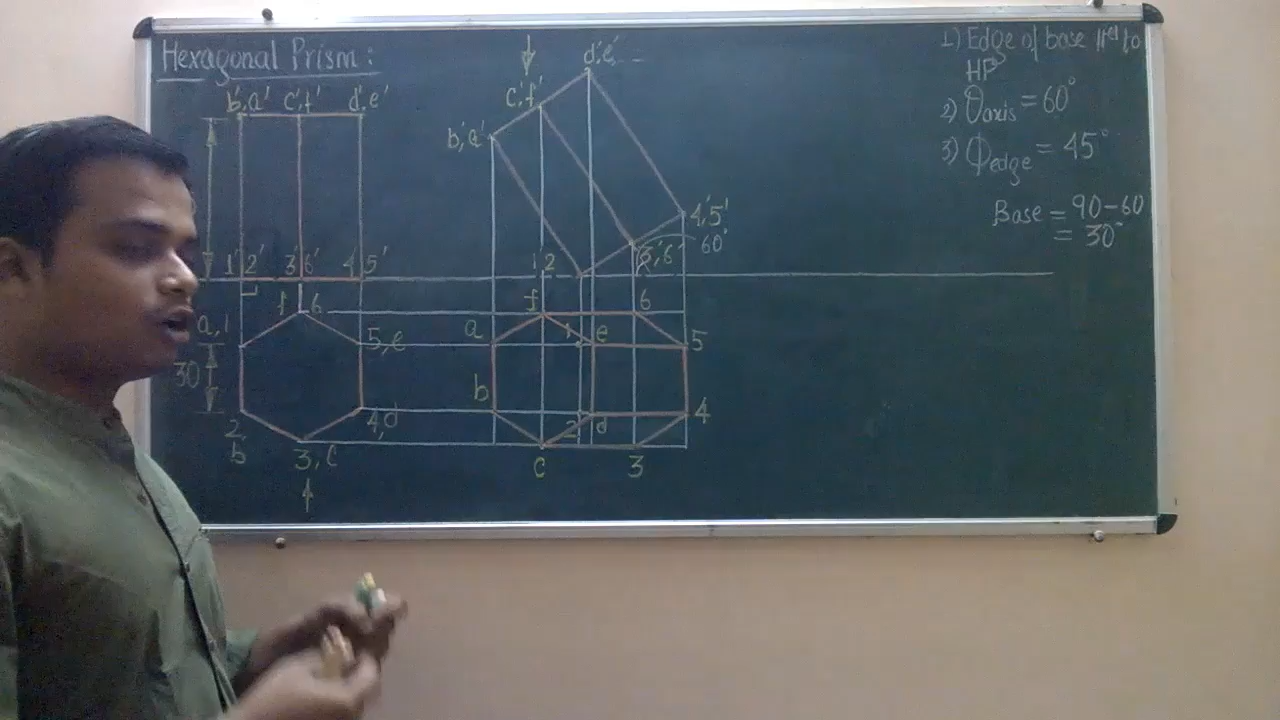 Hexagonal Prism :
b',a' c',f' d',e'
1' 2' 3' 6' 4' 5'
f 6
a,1 5,e
30
2, 4,d
b 3,c
d',e'
c',f'
b',a'
4',5'
6' 60°
1 2
f 6
a 1 e 5
b 2 d 4
c 3
1) Edge of base llel to
HP
2) θaxis = 60°
3) φedge = 45°
Base = 90-60
= 30°